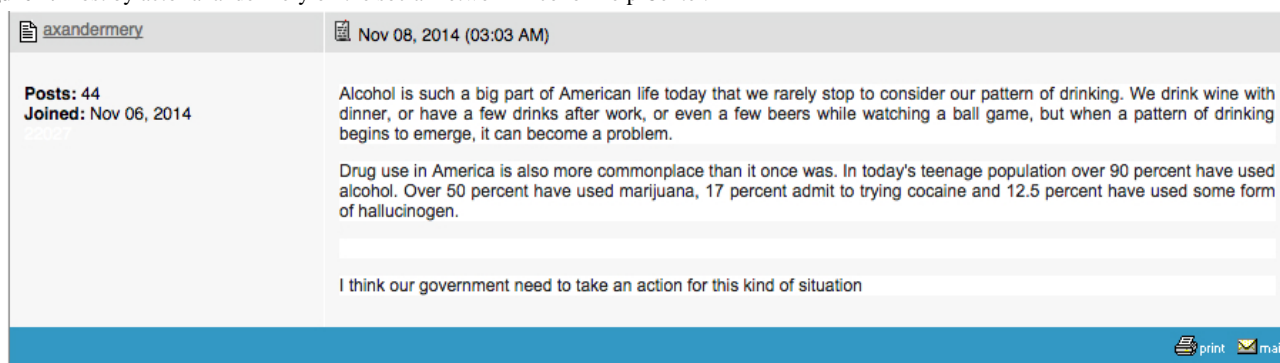 axandermery
Nov 08, 2014 (03:03 AM)
Posts: 44
Joined: Nov 06, 2014
22027
Alcohol is such a big part of American life today that we rarely stop to consider our pattern of drinking. We drink wine with
dinner, or have a few drinks after work, or even a few beers while watching a ball game, but when a pattern of drinking
begins to emerge, it can become a problem.
Drug use in America is also more commonplace than it once was. In today's teenage population over 90 percent have used
alcohol. Over 50 percent have used marijuana, 17 percent admit to trying cocaine and 12.5 percent have used some form
of hallucinogen.
I think our government need to take an action for this kind of situation
print mai